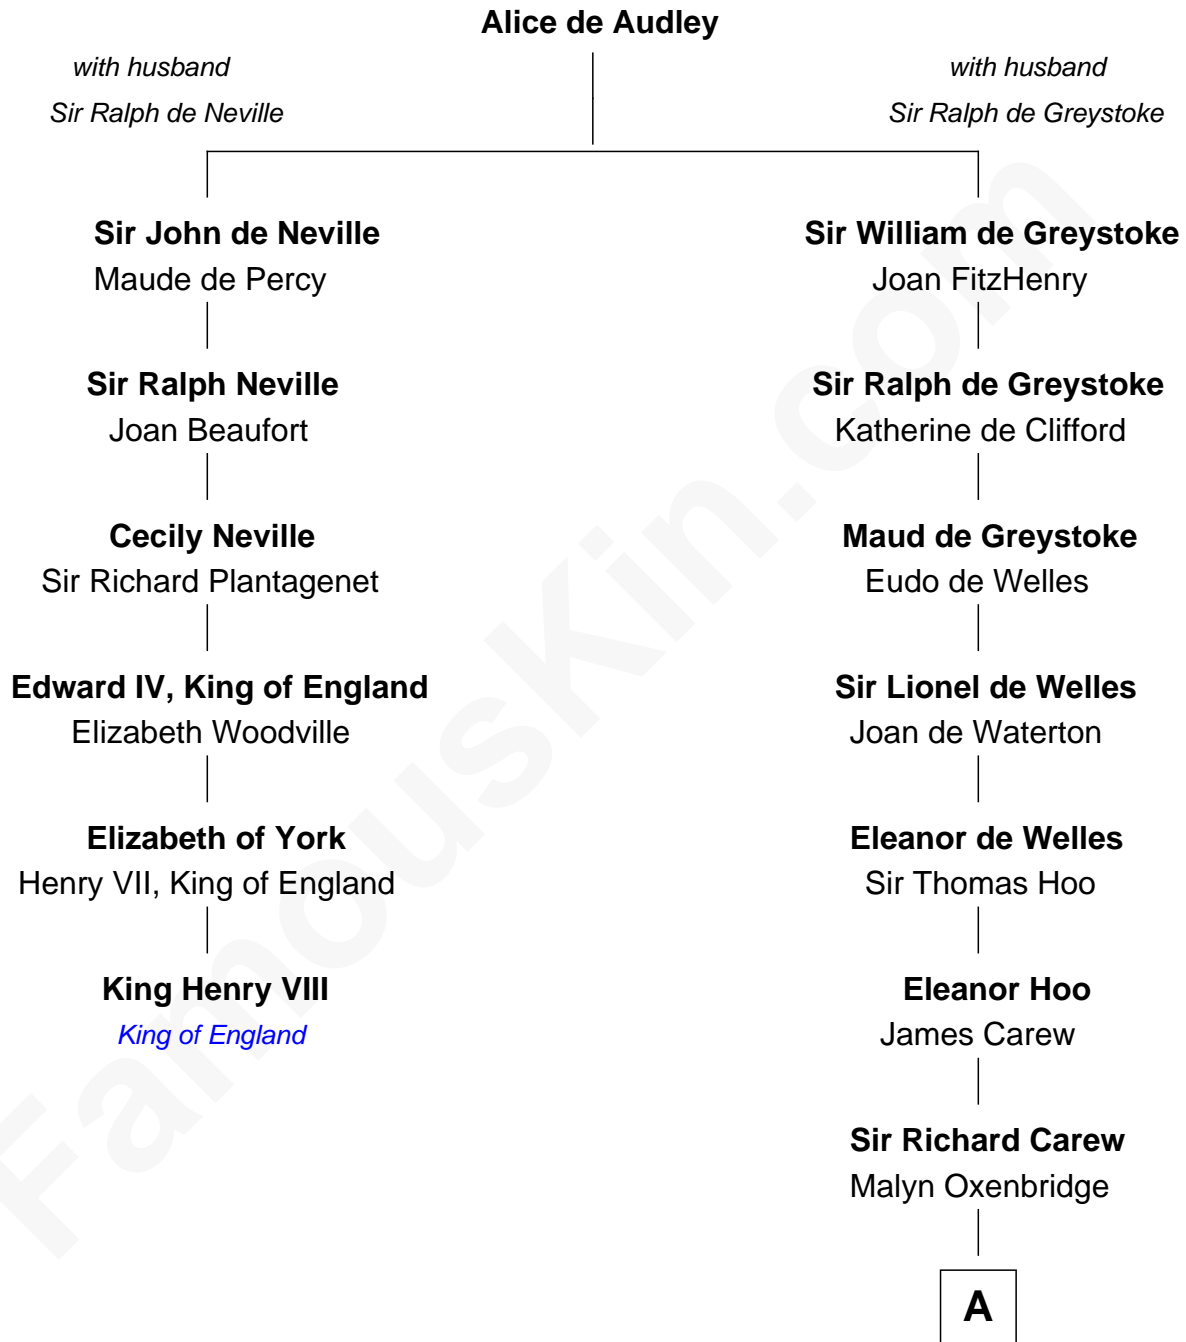 Alice de Audley
with husband
Sir Ralph de Neville
with husband
Sir Ralph de Greystoke
Sir John de Neville
Maude de Percy
Sir William de Greystoke
Joan FitzHenry
Sir Ralph Neville
Joan Beaufort
Sir Ralph de Greystoke
Katherine de Clifford
Cecily Neville
Sir Richard Plantagenet
Maud de Greystoke
Eudo de Welles
Edward IV, King of England
Elizabeth Woodville
Sir Lionel de Welles
Joan de Waterton
Elizabeth of York
Henry VII, King of England
Eleanor de Welles
Sir Thomas Hoo
King Henry VIII
King of England
Eleanor Hoo
James Carew
Sir Richard Carew
Malyn Oxenbridge
A
FamousKin.com